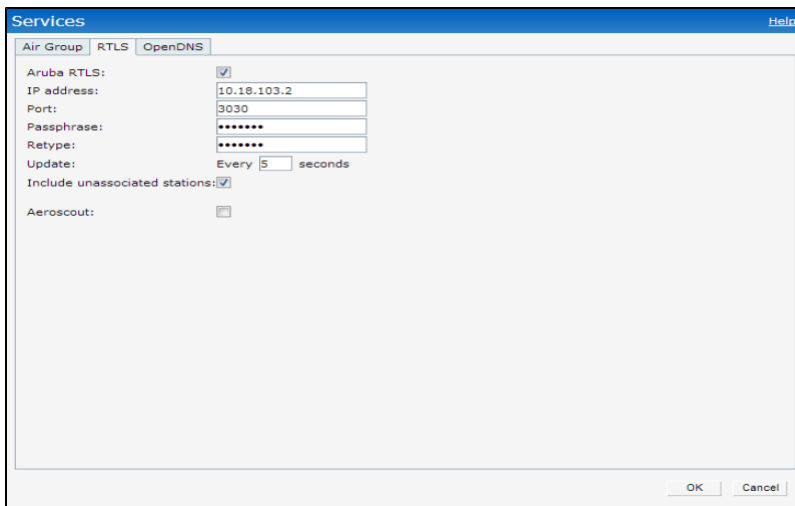 Services Help
Air Group RTLS OpenDNS
Aruba RTLS:
IP address: 10.18.103.2
Port: 3030
Passphrase: •••••••
Retype: •••••••
Update: Every 5 seconds
Include unassociated stations:
Aeroscout:
OK Cancel